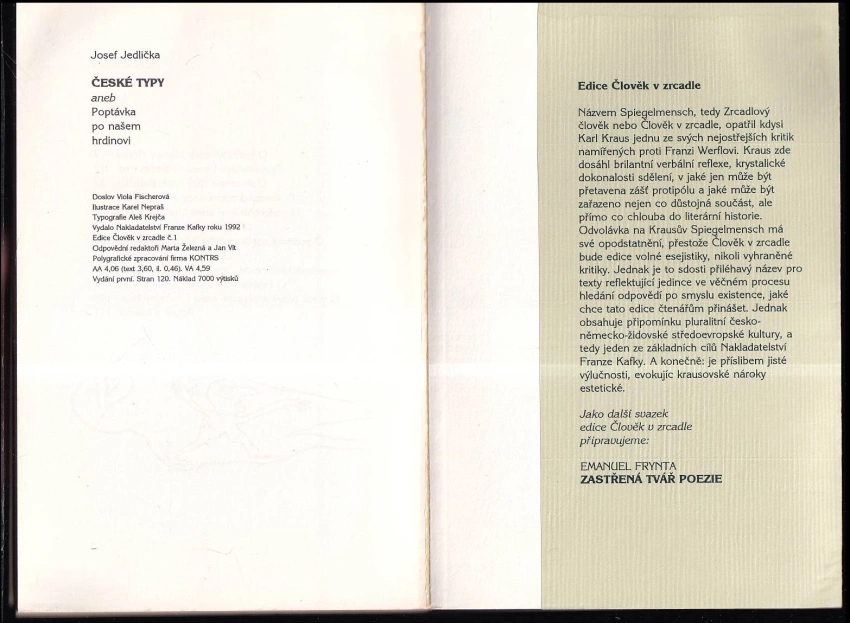 Josef Jedlička
ČESKÉ TYPY
aneb
Poptávka
po našem
hrdinovi
Doslov Viola Fischerová
Ilustrace Karel Nepraš
Typografie Aleš Krejča
Vydalo Nakladatelství Franze Kafky roku 1992
Edice Člověk v zrcadle č. 1
Odpovědní redaktoři Marta Železná a Jan Vít
Polygrafické zpracování firma KONTRS
AA 4,06 (text 3,60, il. 0,46). VA 4,59
Vydání první. Stran 120. Náklad 7000 výtisků
Edice Člověk v zrcadle
Názvem Spiegelmensch, tedy Zrcadlový
člověk nebo Člověk v zrcadle, opatřil kdysi
Karl Kraus jednu ze svých nejostřejších kritik
namířených proti Franzi Werflovi. Kraus zde
dosáhl brilantní verbální reflexe, krystalické
dokonalosti sdělení, v jaké jen může být
přetavena zášť protipólu a jaké může být
zařazeno nejen co důstojná součást, ale
přímo co chlouba do literární historie.
Odvolávka na Krausův Spiegelmensch má
své opodstatnění, přestože Člověk v zrcadle
bude edice volné esejistiky, nikoli vyhraněné
kritiky. Jednak je to sdosti příléhavý název pro
texty reflektující jedince ve věčném procesu
hledání odpovědí po smyslu existence, jaké
chce tato edice čtenářům přinášet. Jednak
obsahuje připomínku pluralitní česko-
německo-židovské středoevropské kultury, a
tedy jeden ze základních cílů Nakladatelství
Franze Kafky. A konečně: je příslibem jisté
výlučnosti, evokujíc krausovské nároky
estetické.
Jako další svazek
edice Člověk v zrcadle
připravujeme:
EMANUEL FRYNTA
ZASTŘENÁ TVÁŘ POEZIE